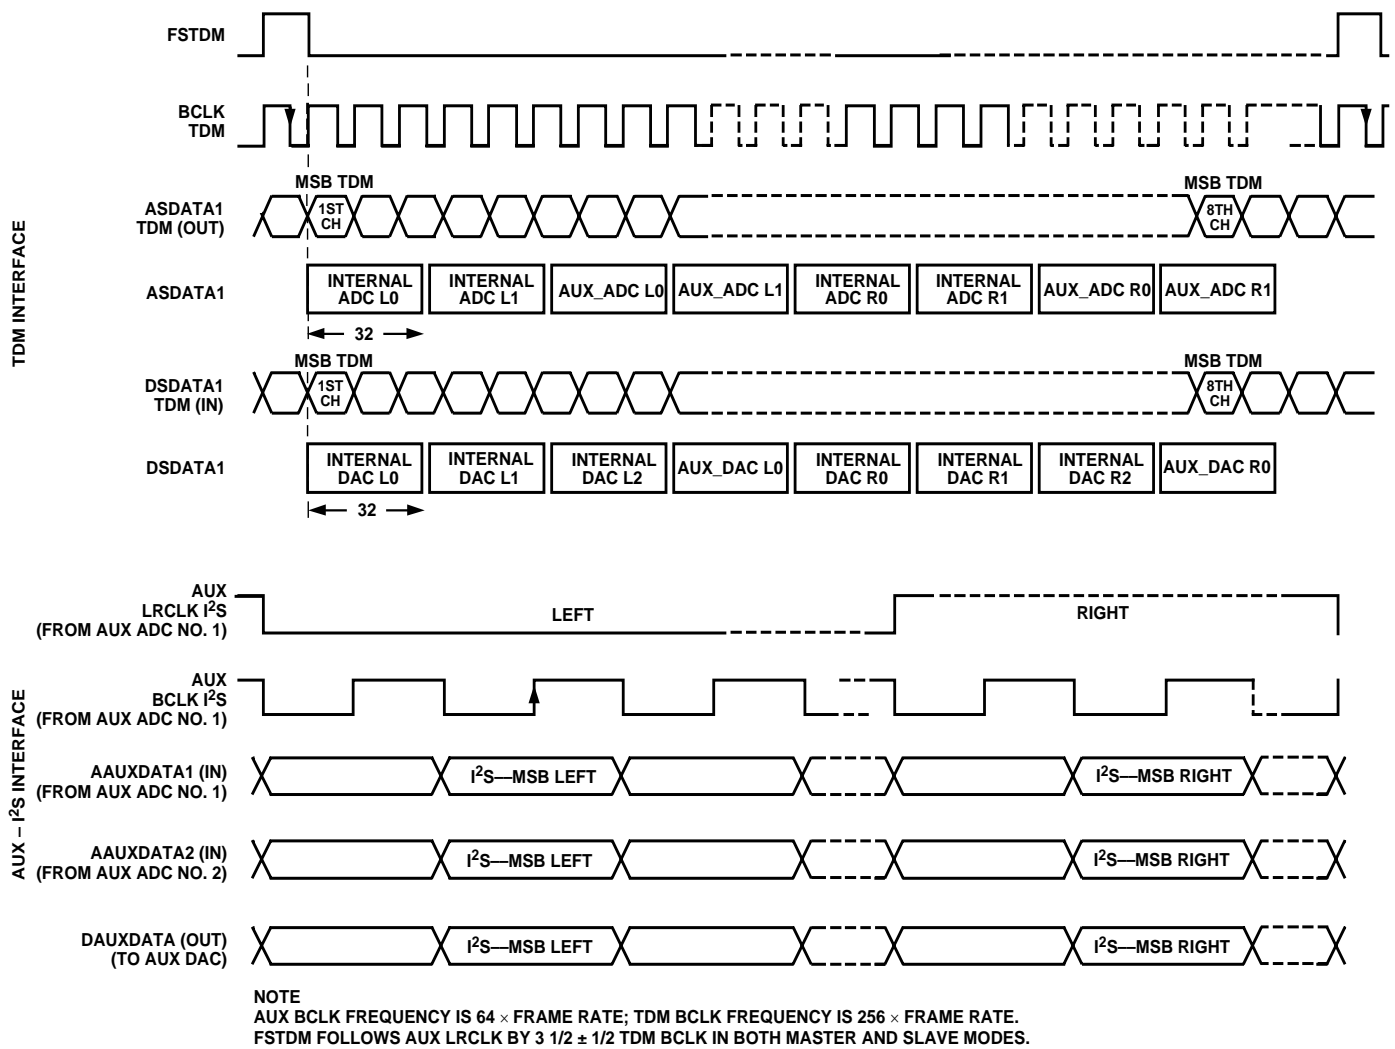 FSTDM
BCLK
TDM
MSB TDM
MSB TDM
ASDATA1
TDM (OUT)
1ST
CH
8TH
CH
TDM INTERFACE
ASDATA1
INTERNAL
ADC L0
INTERNAL
ADC L1
AUX_ADC L0
AUX_ADC L1
INTERNAL
ADC R0
INTERNAL
ADC R1
AUX_ADC R0
AUX_ADC R1
32
MSB TDM
MSB TDM
DSDATA1
TDM (IN)
1ST
CH
8TH
CH
DSDATA1
INTERNAL
DAC L0
INTERNAL
DAC L1
INTERNAL
DAC L2
AUX_DAC L0
INTERNAL
DAC R0
INTERNAL
DAC R1
INTERNAL
DAC R2
AUX_DAC R0
32
AUX
LRCLK I²S
(FROM AUX ADC NO. 1)
LEFT
RIGHT
AUX – I²S INTERFACE
AUX
BCLK I²S
(FROM AUX ADC NO. 1)
AAUXDATA1 (IN)
(FROM AUX ADC NO. 1)
I²S—MSB LEFT
I²S—MSB RIGHT
AAUXDATA2 (IN)
(FROM AUX ADC NO. 2)
I²S—MSB LEFT
I²S—MSB RIGHT
DAUXDATA (OUT)
(TO AUX DAC)
I²S—MSB LEFT
I²S—MSB RIGHT
NOTE
AUX BCLK FREQUENCY IS 64 × FRAME RATE; TDM BCLK FREQUENCY IS 256 × FRAME RATE.
FSTDM FOLLOWS AUX LRCLK BY 3 1/2 ± 1/2 TDM BCLK IN BOTH MASTER AND SLAVE MODES.